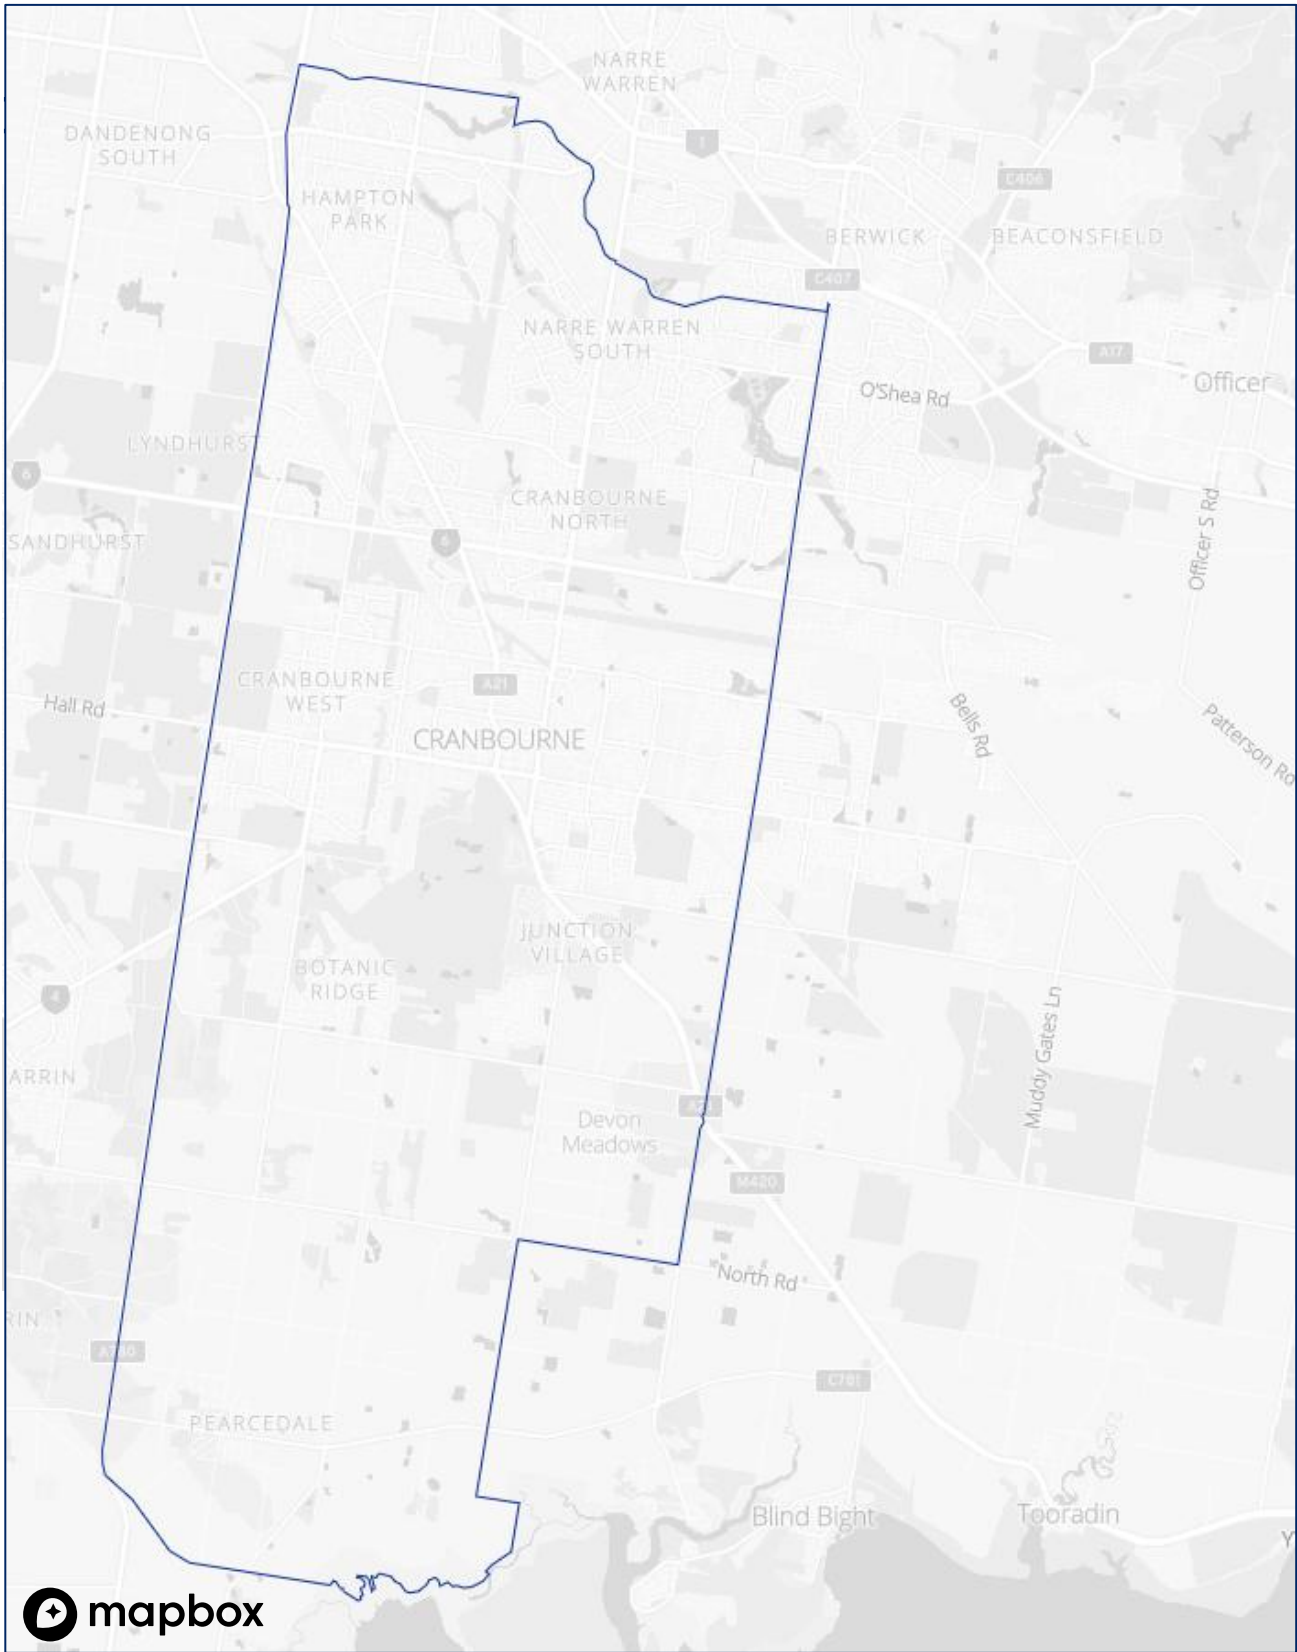 NARRE
WARREN
1
DANDENONG
SOUTH
C406
HAMPTON
PARK
BERWICK
BEACONSFIELD
C407
NARRE WARREN
SOUTH
A17
Officer
O'Shea Rd
LYNDHURST
6
CRANBOURNE
NORTH
SANDHURST
6
Officer S Rd
CRANBOURNE
WEST
A21
Hall Rd
Bells Rd
Patterson Rd
CRANBOURNE
JUNCTION
VILLAGE
BOTANIC
RIDGE
4
Muddy Gates Ln
ARRIN
Devon
Meadows
M420
North Rd
RIN
A780
C781
PEARCEDALE
Blind Bight
Tooradin
Y
mapbox